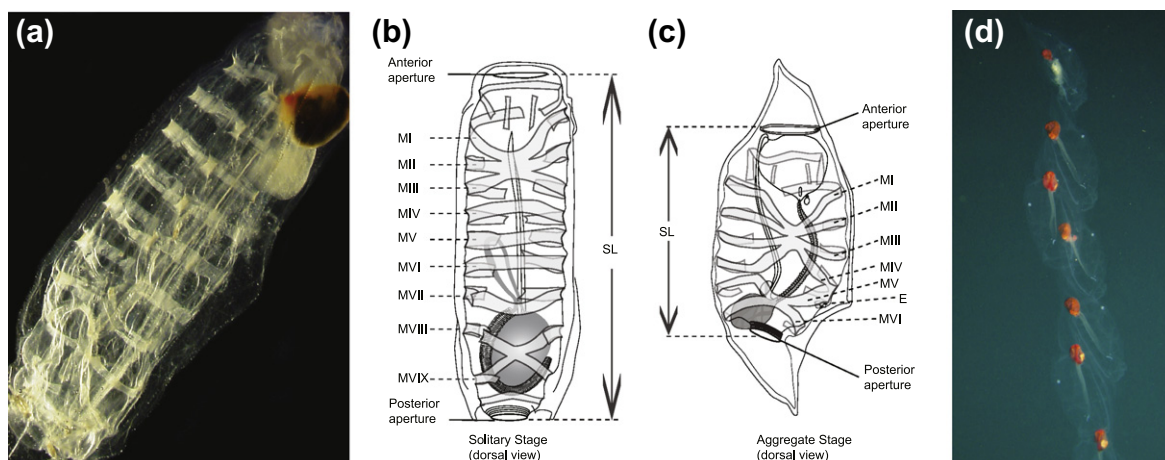 (a)
(b)
Anterior
aperture
MI
MII
MIII
MIV
MV
MVI
MVII
MVIII
MVIX
Posterior
aperture
SL
Solitary Stage
(dorsal view)
(c)
Anterior
aperture
SL
MI
MII
MIII
MIV
MV
E
MVI
Posterior
aperture
Aggregate Stage
(dorsal view)
(d)